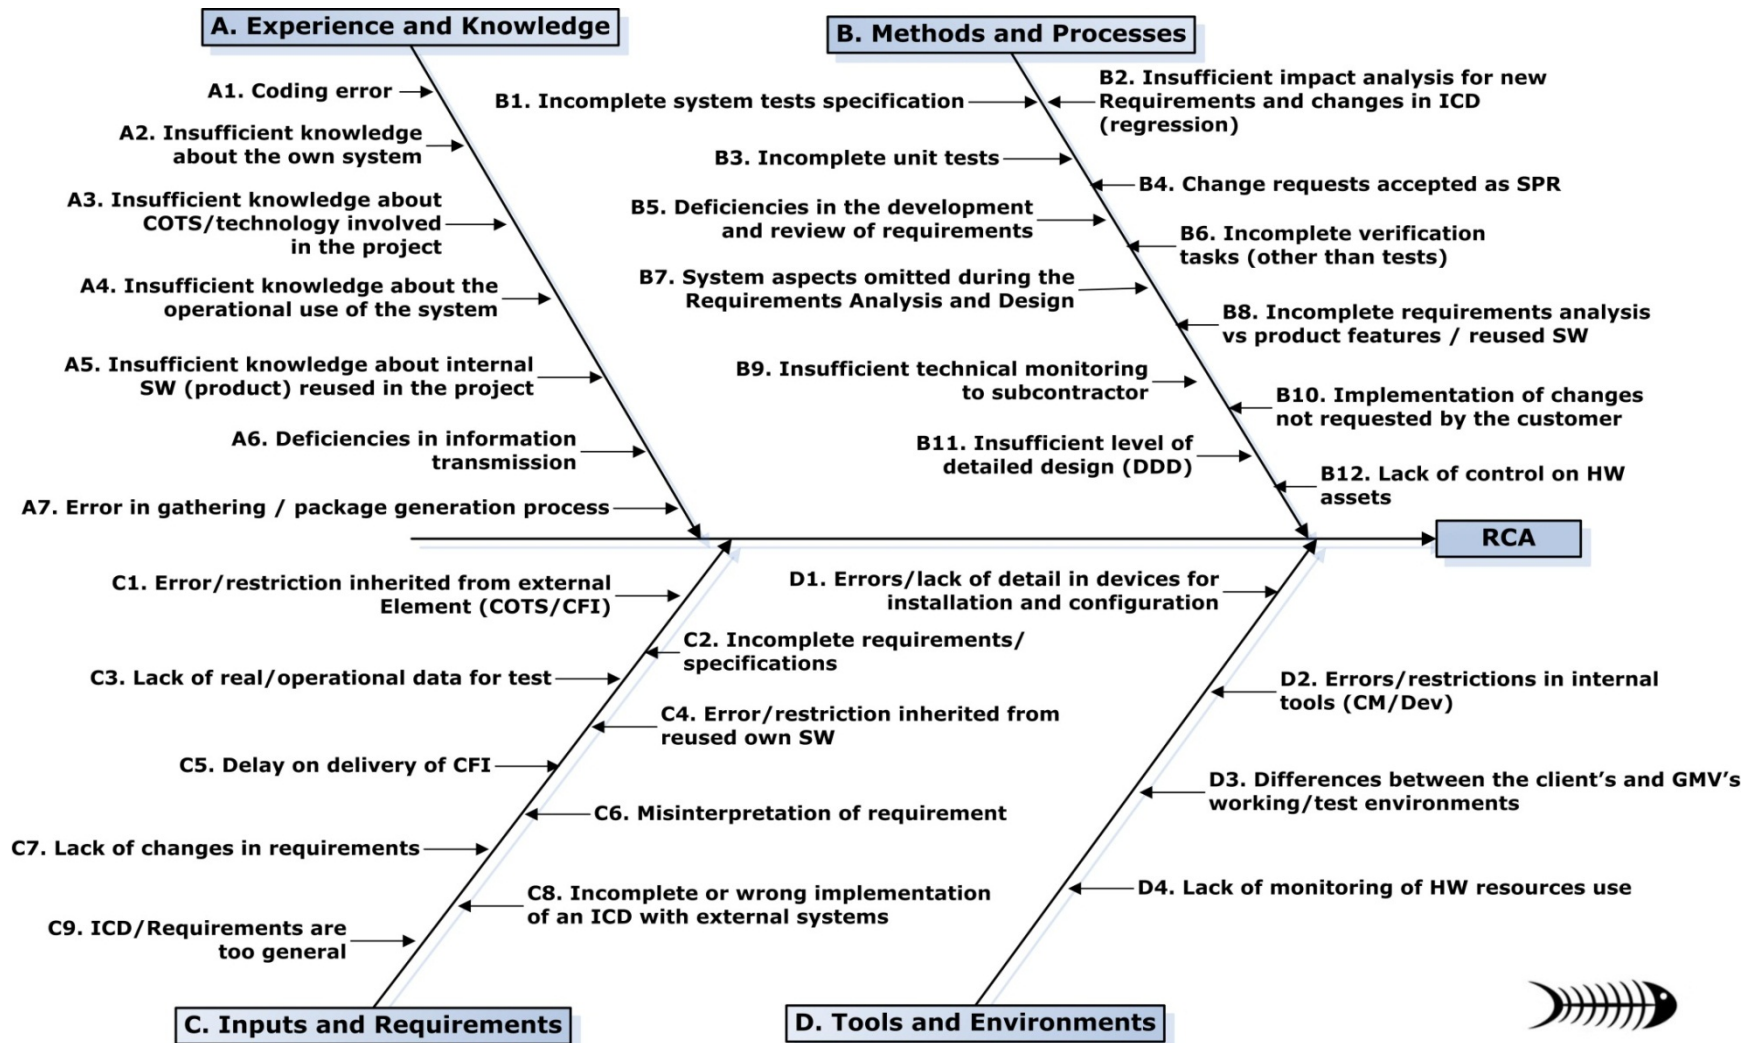 A. Experience and Knowledge
A1. Coding error
A2. Insufficient knowledge
about the own system
A3. Insufficient knowledge about
COTS/technology involved
in the project
A4. Insufficient knowledge about the
operational use of the system
A5. Insufficient knowledge about internal
SW (product) reused in the project
A6. Deficiencies in information
transmission
A7. Error in gathering / package generation process
B. Methods and Processes
B1. Incomplete system tests specification
B2. Insufficient impact analysis for new
Requirements and changes in ICD
(regression)
B3. Incomplete unit tests
B4. Change requests accepted as SPR
B5. Deficiencies in the development
and review of requirements
B6. Incomplete verification
tasks (other than tests)
B7. System aspects omitted during the
Requirements Analysis and Design
B8. Incomplete requirements analysis
vs product features / reused SW
B9. Insufficient technical monitoring
to subcontractor
B10. Implementation of changes
not requested by the customer
B11. Insufficient level of
detailed design (DDD)
B12. Lack of control on HW
assets
RCA
C1. Error/restriction inherited from external
Element (COTS/CFI)
C2. Incomplete requirements/
specifications
C3. Lack of real/operational data for test
C4. Error/restriction inherited from
reused own SW
C5. Delay on delivery of CFI
C6. Misinterpretation of requirement
C7. Lack of changes in requirements
C8. Incomplete or wrong implementation
of an ICD with external systems
C9. ICD/Requirements are
too general
C. Inputs and Requirements
D1. Errors/lack of detail in devices for
installation and configuration
D2. Errors/restrictions in internal
tools (CM/Dev)
D3. Differences between the client’s and GMV’s
working/test environments
D4. Lack of monitoring of HW resources use
D. Tools and Environments